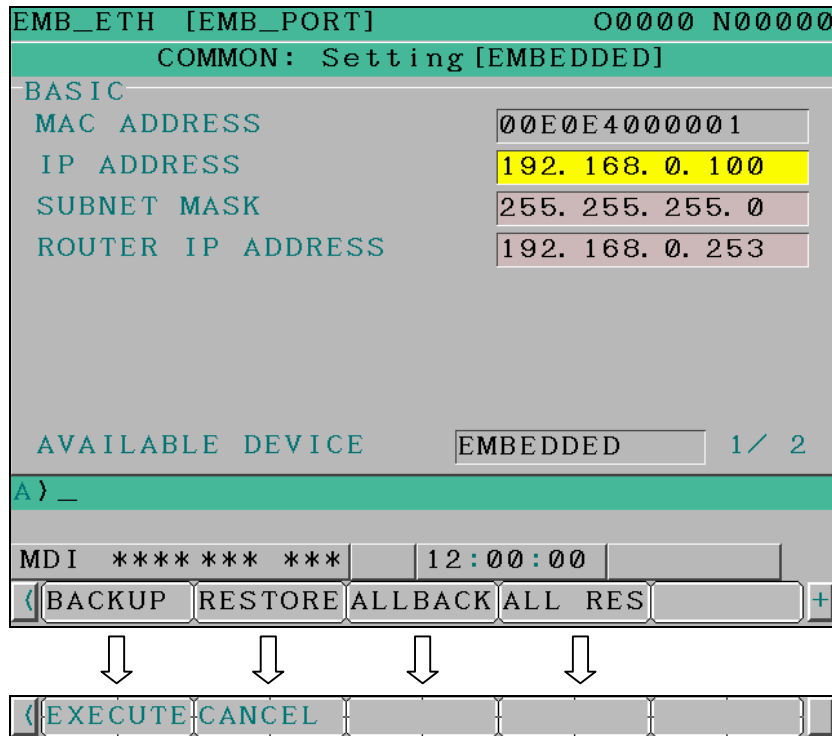 EMB_ETH [EMB_PORT] O0000 N00000
COMMON: Setting[EMBEDDED]
BASIC
MAC ADDRESS 00E0E4000001
IP ADDRESS 192. 168. 0. 100
SUBNET MASK 255. 255. 255. 0
ROUTER IP ADDRESS 192. 168. 0. 253
AVAILABLE DEVICE EMBEDDED 1/ 2
A)_
MDI **** *** *** 12:00:00
( BACKUP RESTORE ALLBACK ALL RES +
( EXECUTE CANCEL